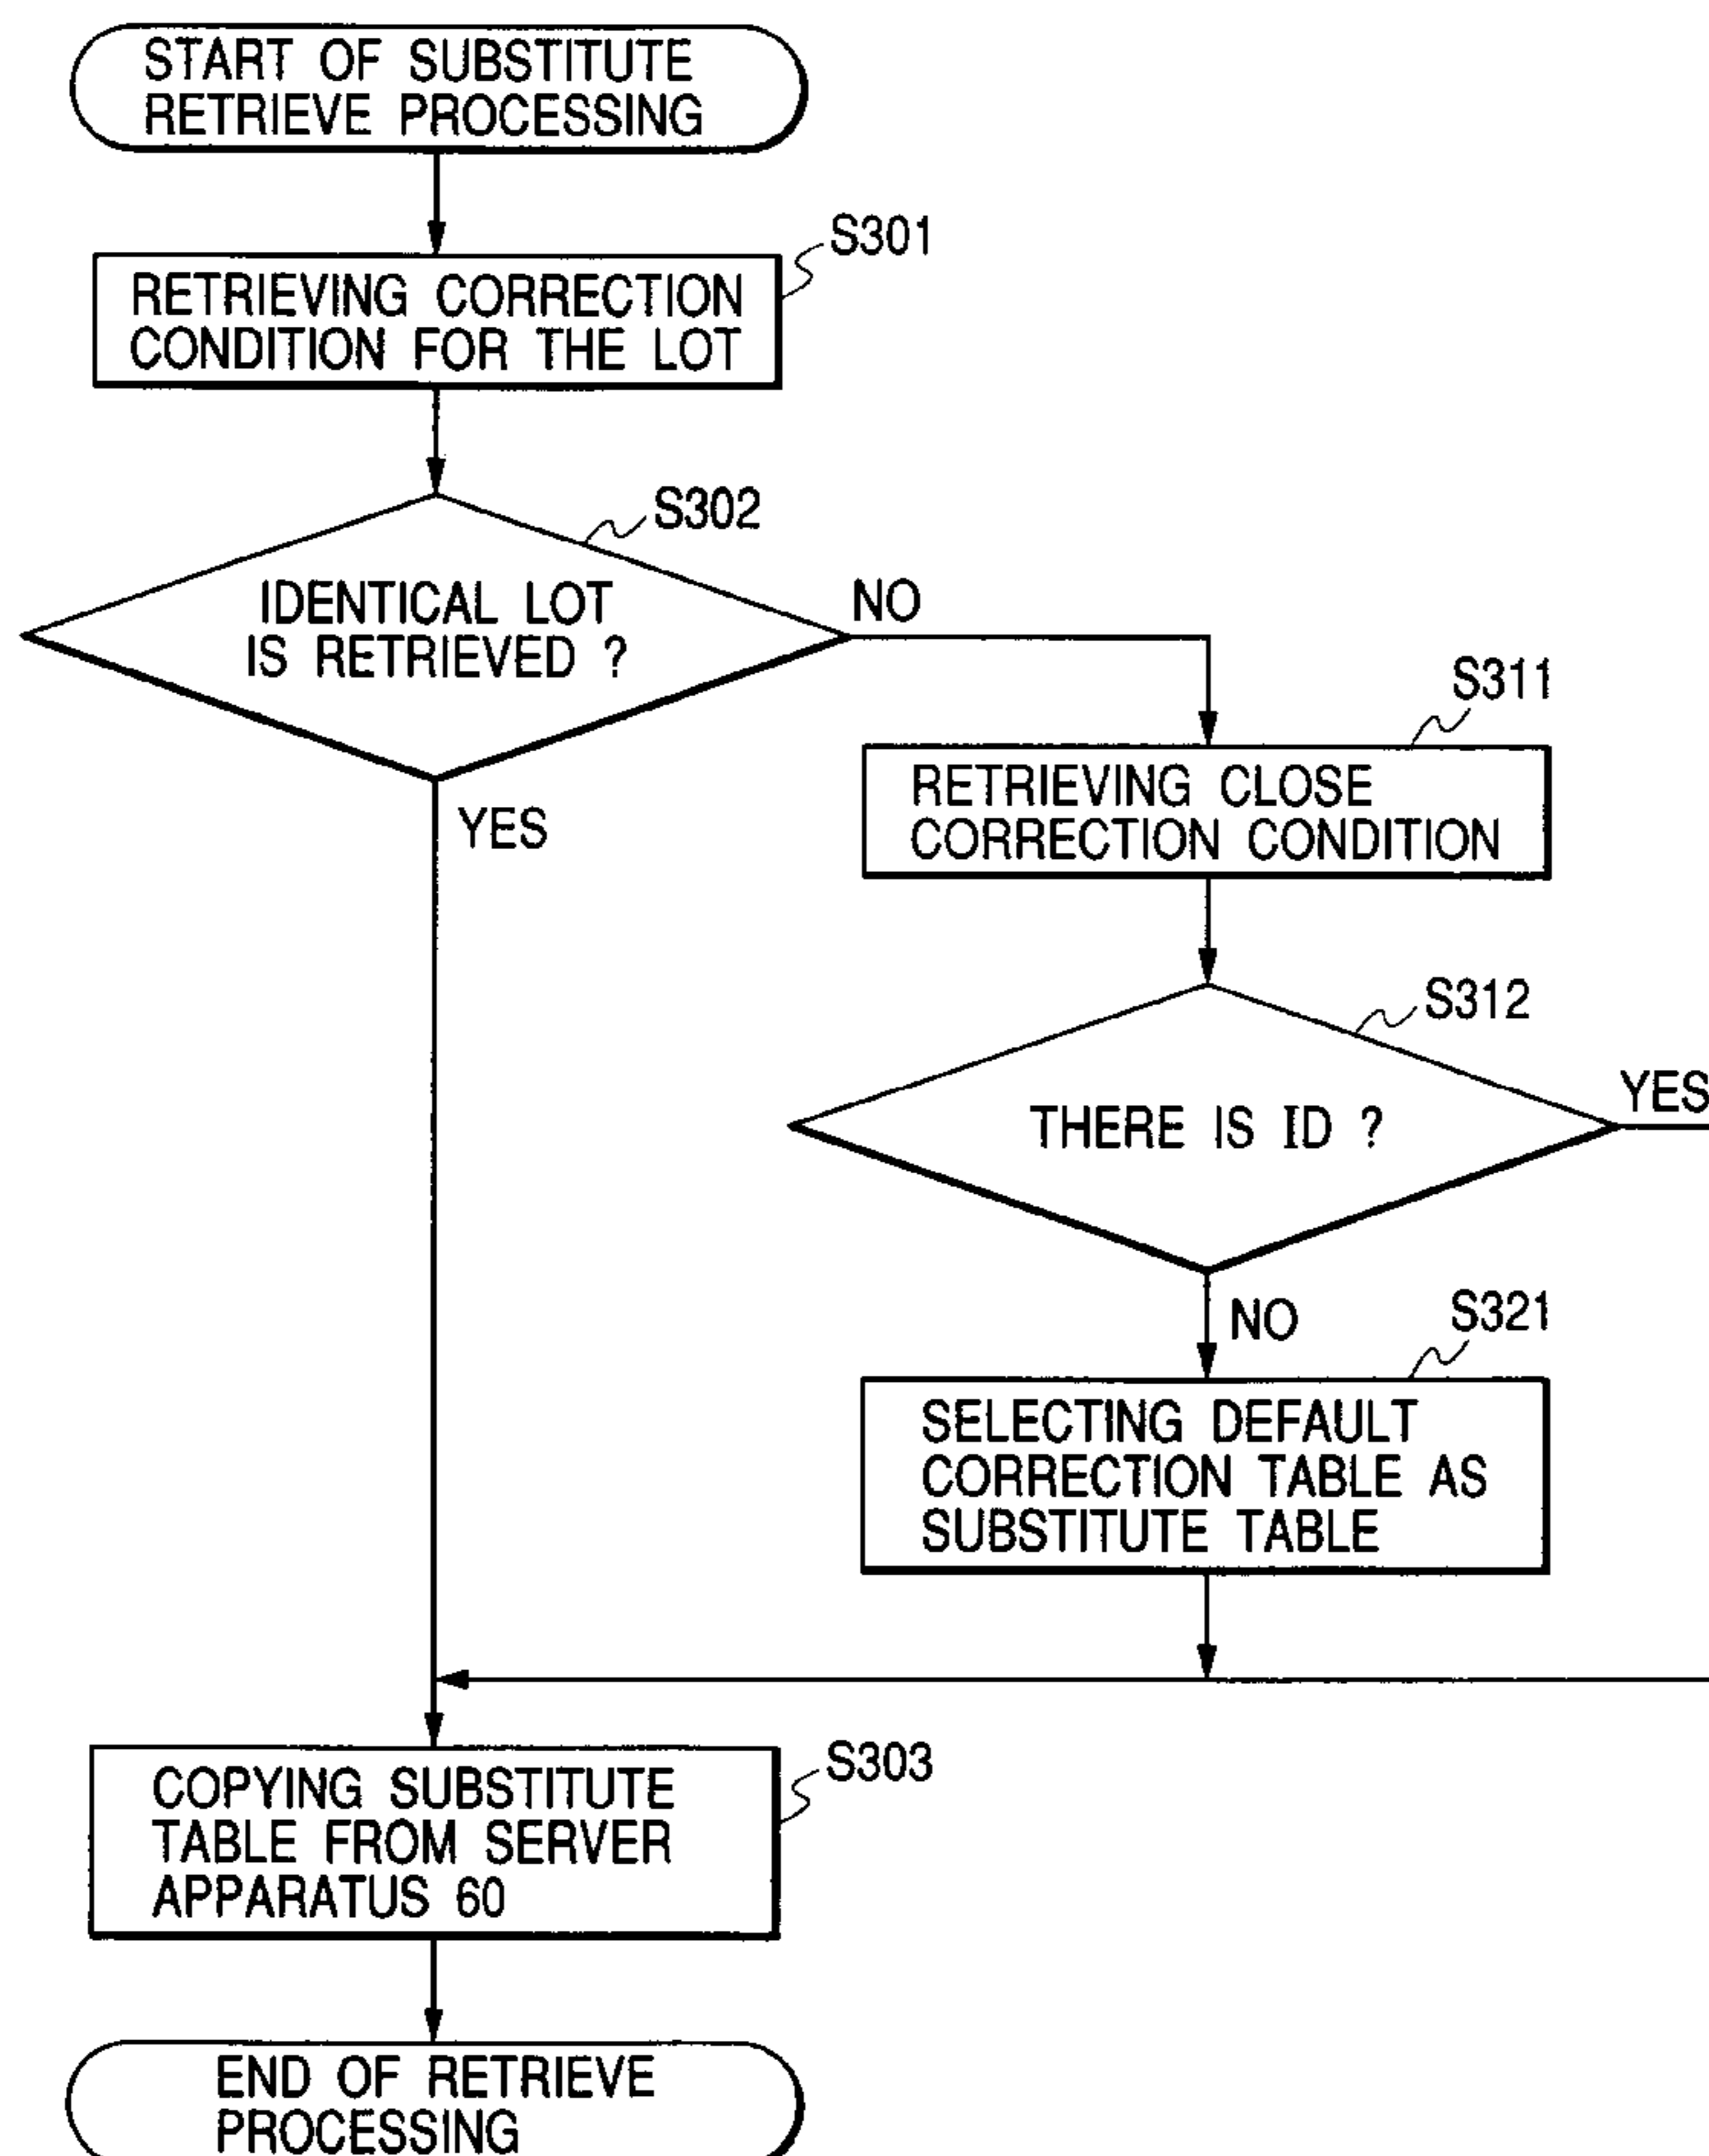 START OF SUBSTITUTE
RETRIEVE PROCESSING
S301
RETRIEVING CORRECTION
CONDITION FOR THE LOT
S302
IDENTICAL LOT
IS RETRIEVED ?
NO
YES
S311
RETRIEVING CLOSE
CORRECTION CONDITION
S312
THERE IS ID ?
YES
NO
S321
SELECTING DEFAULT
CORRECTION TABLE AS
SUBSTITUTE TABLE
S303
COPYING SUBSTITUTE
TABLE FROM SERVER
APPARATUS 60
END OF RETRIEVE
PROCESSING